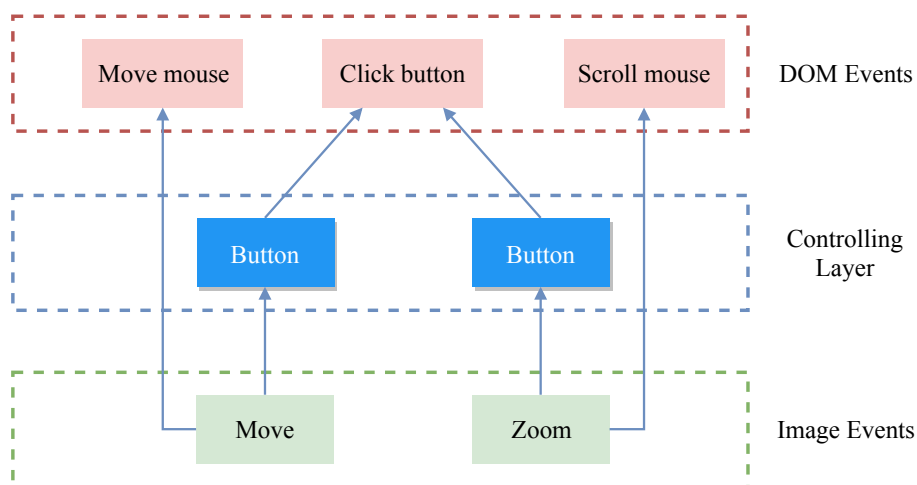 Move mouse
Click button
Scroll mouse
DOM Events
Button
Button
Controlling
Layer
Move
Zoom
Image Events